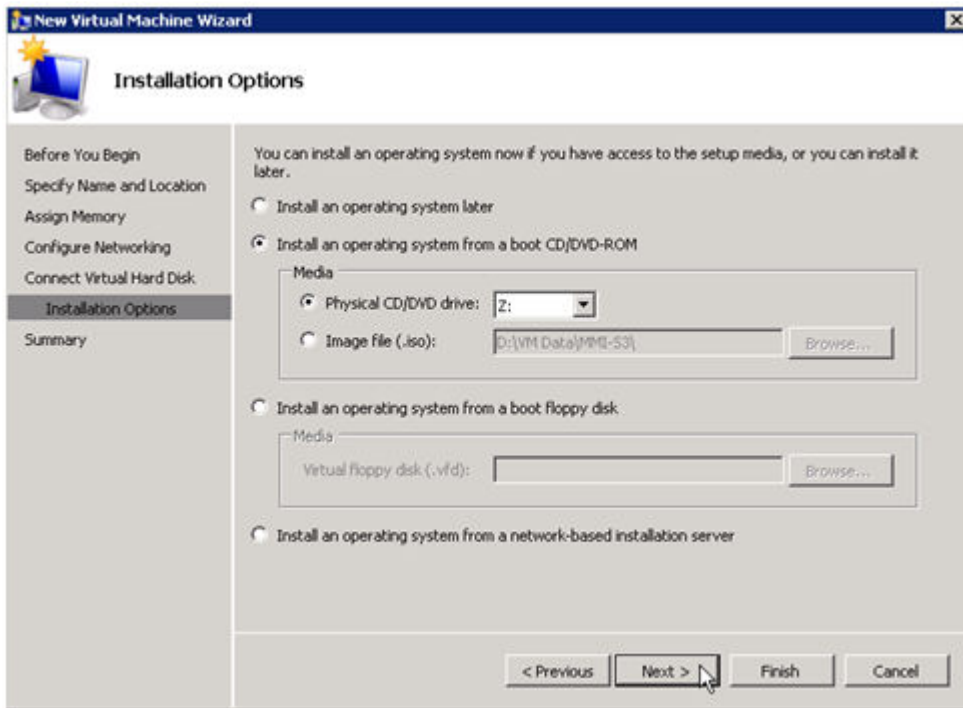 New Virtual Machine Wizard
Installation Options
Before You Begin
Specify Name and Location
Assign Memory
Configure Networking
Connect Virtual Hard Disk
Installation Options
Summary
You can install an operating system now if you have access to the setup media, or you can install it
later.
Install an operating system later
Install an operating system from a boot CD/DVD-ROM
Media
Physical CD/DVD drive: Z:
Image file (.iso): D:\VM Data\MMI-S3\ Browse...
Install an operating system from a boot floppy disk
Media
Virtual floppy disk (.vfd): Browse...
Install an operating system from a network-based installation server
< Previous Next > Finish Cancel